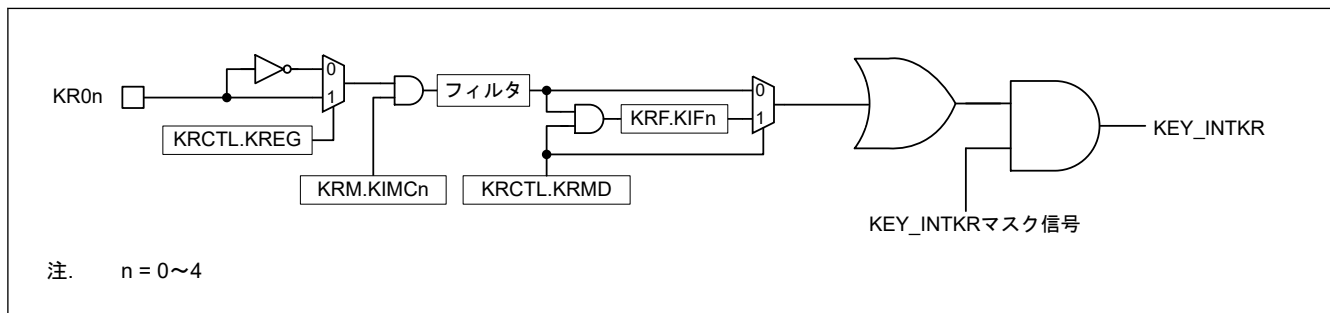 KR0n
0
1
KRCTL.KREG
KRM.KIMCn
フィルタ
KRF.KIFn
KRCTL.KRMD
0
1
KEY_INTKR
KEY_INTKRマスク信号
注. n = 0～4